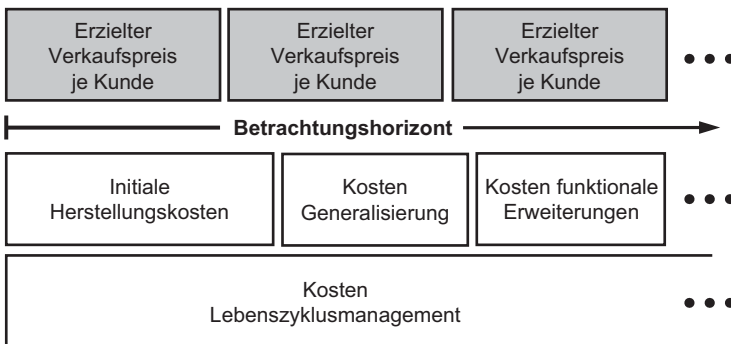 Erzielter
Verkaufspreis
je Kunde
Erzielter
Verkaufspreis
je Kunde
Erzielter
Verkaufspreis
je Kunde
Betrachtungshorizont
Initiale
Herstellungskosten
Kosten
Generalisierung
Kosten funktionale
Erweiterungen
Kosten
Lebenszyklusmanagement